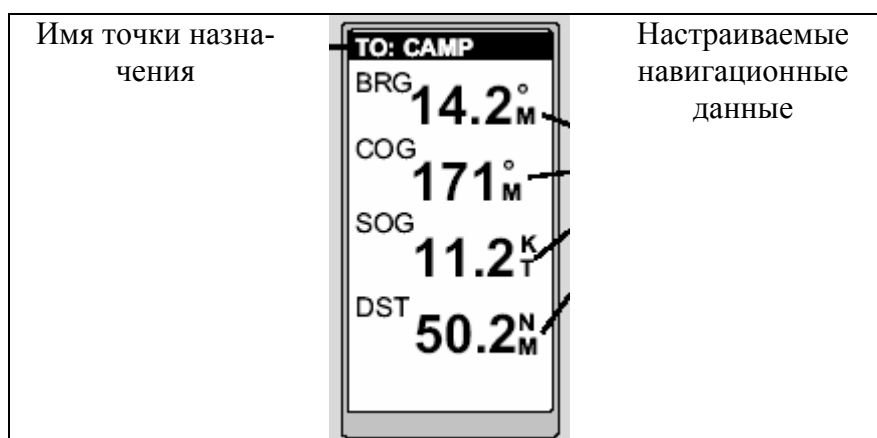 Имя точки назна-
чения
TO: CAMP
BRG 14.2°M
COG 171°M
SOG 11.2KT
DST 50.2NM
Настраиваемые
навигационные
данные